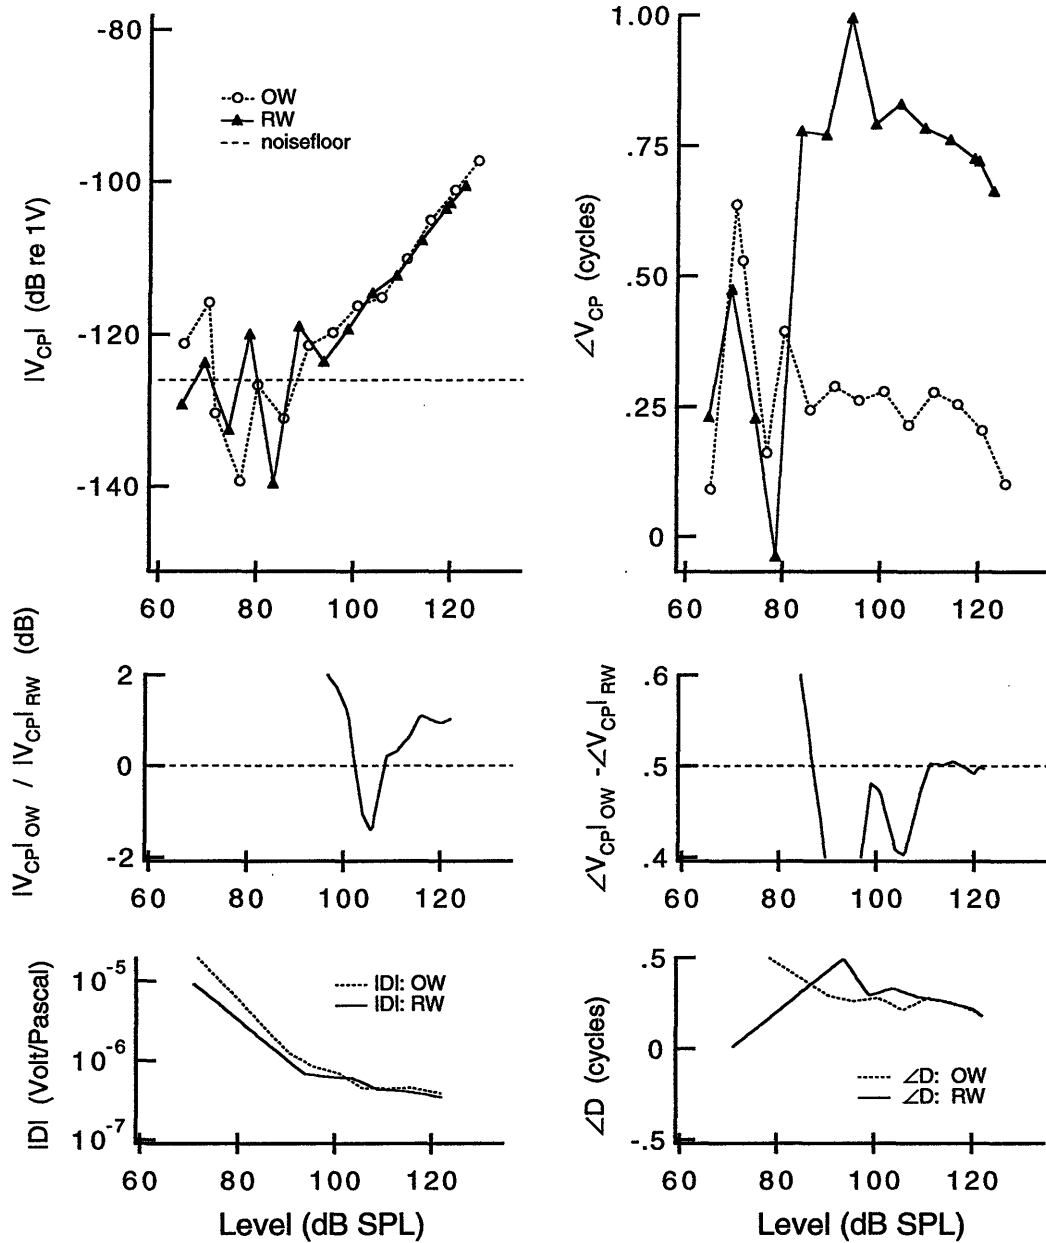 -80
-100
-120
-140
OW
RW
noisefloor
|V_CP| (dB re 1V)
60 80 100 120
1.00
.75
.50
.25
0
∠V_CP (cycles)
60 80 100 120
2
0
-2
|V_CP|_OW / |V_CP|_RW (dB)
60 80 100 120
.6
.5
.4
∠V_CP|_OW -∠V_CP|_RW
60 80 100 120
10^-5
10^-6
10^-7
|D| (Volt/Pascal)
|D|: OW
|D|: RW
60 80 100 120
Level (dB SPL)
.5
0
-.5
∠D (cycles)
∠D: OW
∠D: RW
60 80 100 120
Level (dB SPL)